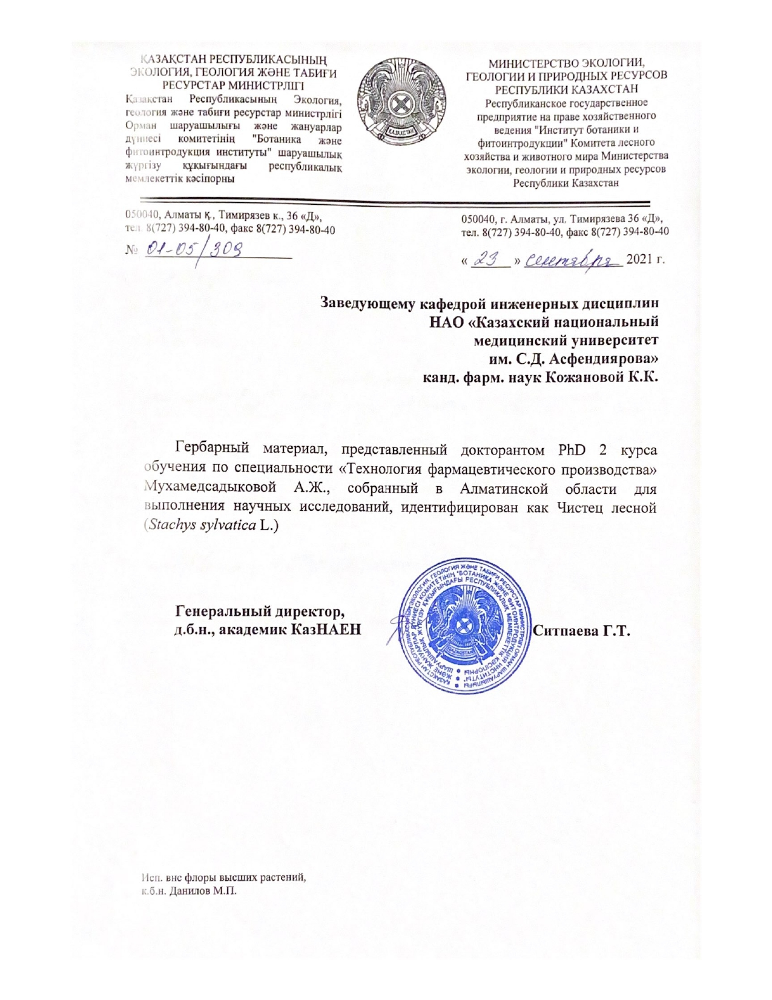 ҚАЗАҚСТАН РЕСПУБЛИКАСЫНЫҢ
ЭКОЛОГИЯ, ГЕОЛОГИЯ ЖӘНЕ ТАБИҒИ
РЕСУРСТАР МИНИСТРЛІГІ
Қазақстан Республикасының Экология,
геология және табиғи ресурстар министрлігі
Орман шаруашылығы және жануарлар
дүниесі комитетінің "Ботаника және
фитоинтродукция институты" шаруашылық
жүргізу құқығындағы республикалық
мемлекеттік кәсіпорны
ҚАЗАҚСТАН
МИНИСТЕРСТВО ЭКОЛОГИИ,
ГЕОЛОГИИ И ПРИРОДНЫХ РЕСУРСОВ
РЕСПУБЛИКИ КАЗАХСТАН
Республиканское государственное
предприятие на праве хозяйственного
ведения "Институт ботаники и
фитоинтродукции" Комитета лесного
хозяйства и животного мира Министерства
экологии, геологии и природных ресурсов
Республики Казахстан
050040, Алматы Қ., Тимирязев к., 36 «Д»,
тел. 8(727) 394-80-40, факс 8(727) 394-80-40
№ 01-05/309
050040, г. Алматы, ул. Тимирязева 36 «Д»,
тел. 8(727) 394-80-40, факс 8(727) 394-80-40
« 23 » сентября 2021 г.
Заведующему кафедрой инженерных дисциплин
НАО «Казахский национальный
медицинский университет
им. С.Д. Асфендиярова»
канд. фарм. наук Кожановой К.К.
Гербарный материал, представленный докторантом PhD 2 курса
обучения по специальности «Технология фармацевтического производства»
Мухамедсадыковой А.Ж., собранный в Алматинской области для
выполнения научных исследований, идентифицирован как Чистец лесной
(Stachys sylvatica L.)
Генеральный директор,
д.б.н., академик КазНАЕН
Ситпаева Г.Т.
QAZAQSTAN
Исп. внс флоры высших растений,
к.б.н. Данилов М.П.